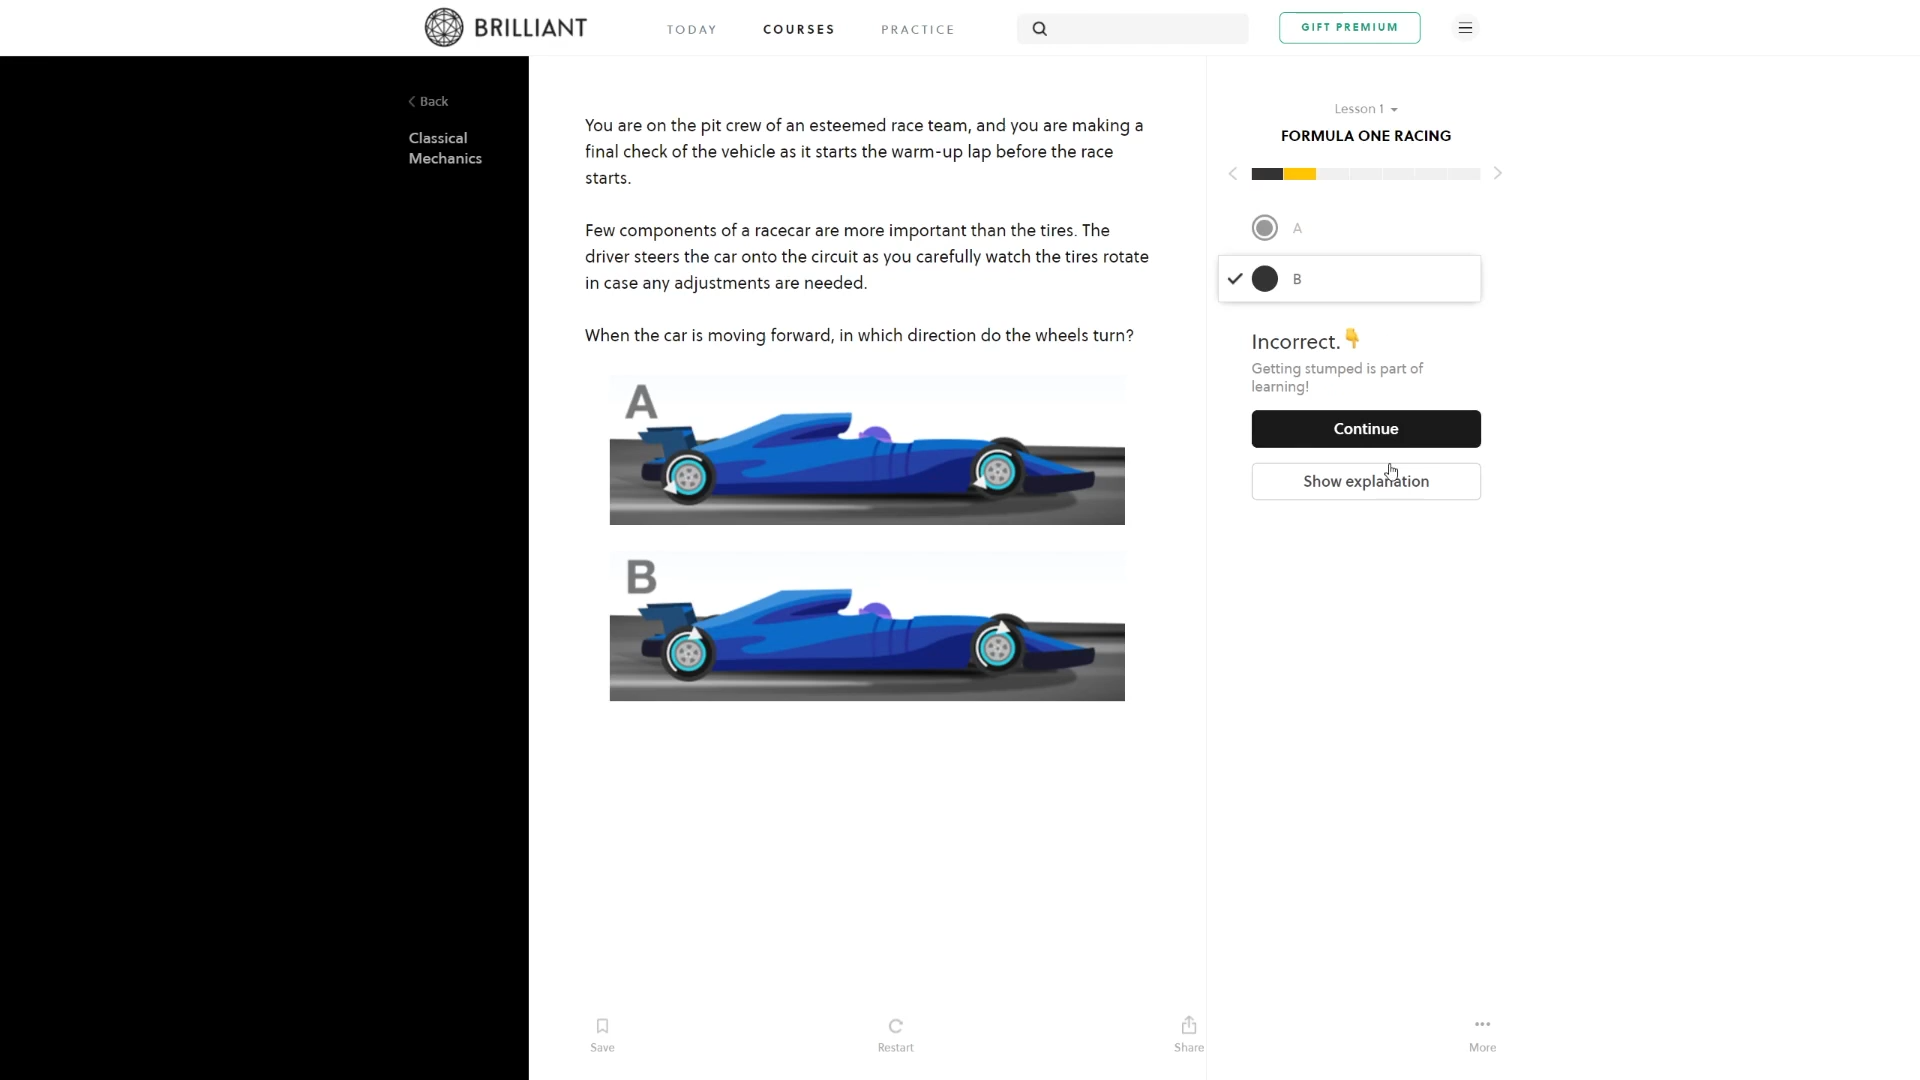 BRILLIANT
TODAY
COURSES
PRACTICE
GIFT PREMIUM
Back
Classical
Mechanics
You are on the pit crew of an esteemed race team, and you are making a
final check of the vehicle as it starts the warm-up lap before the race
starts.
Few components of a racecar are more important than the tires. The
driver steers the car onto the circuit as you carefully watch the tires rotate
in case any adjustments are needed.
When the car is moving forward, in which direction do the wheels turn?
A
B
Lesson 1
FORMULA ONE RACING
A
B
Incorrect.
Getting stumped is part of
learning!
Continue
Show explanation
Save
Restart
Share
More